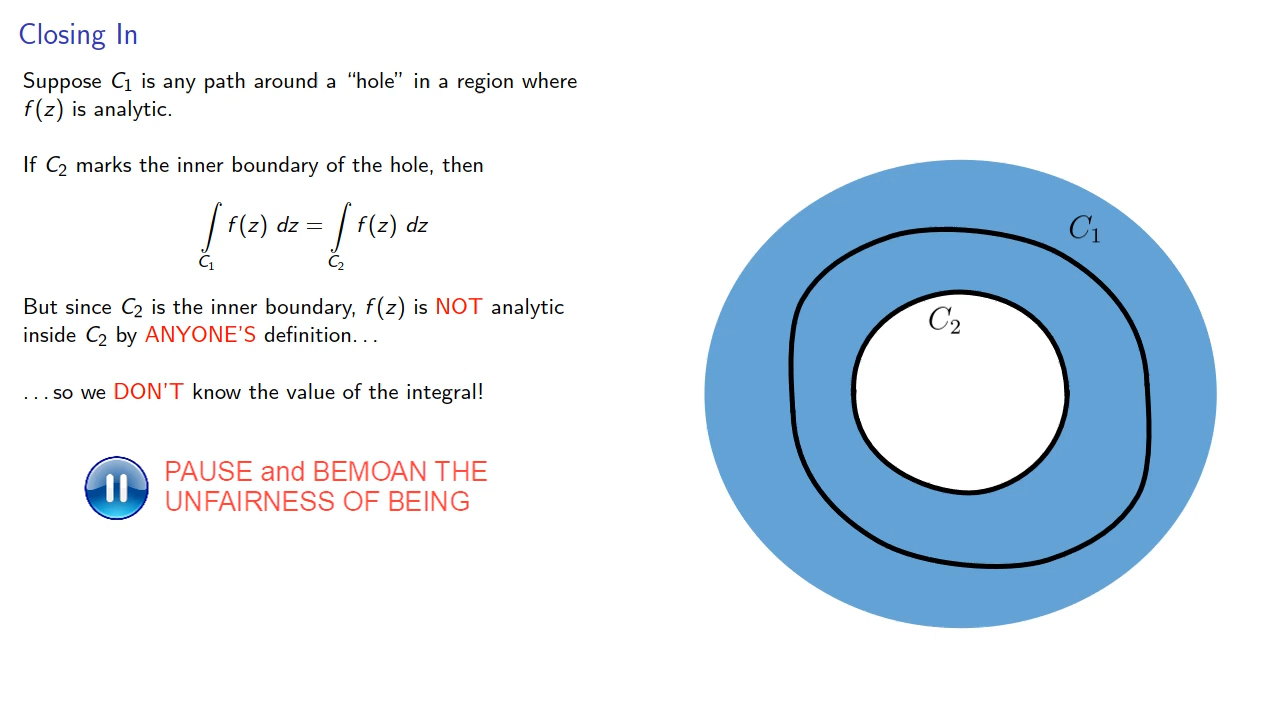 Closing In
Suppose C₁ is any path around a “hole” in a region where
f(z) is analytic.
If C₂ marks the inner boundary of the hole, then
∫ f(z) dz = ∫ f(z) dz
C₁ C₂
But since C₂ is the inner boundary, f(z) is NOT analytic
inside C₂ by ANYONE'S definition...
...so we DON'T know the value of the integral!
PAUSE and BEMOAN THE
UNFAIRNESS OF BEING
C₁
C₂